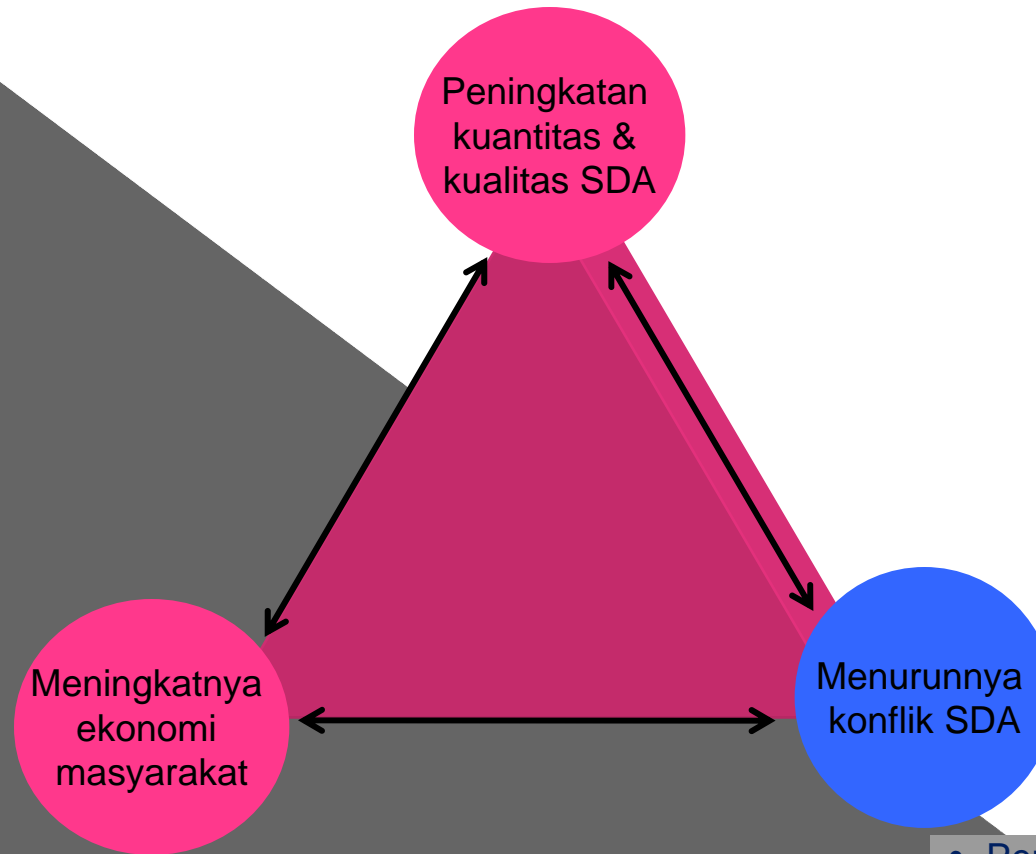 Peningkatan
kuantitas &
kualitas SDA
Meningkatnya
ekonomi
masyarakat
Menurunnya
konflik SDA